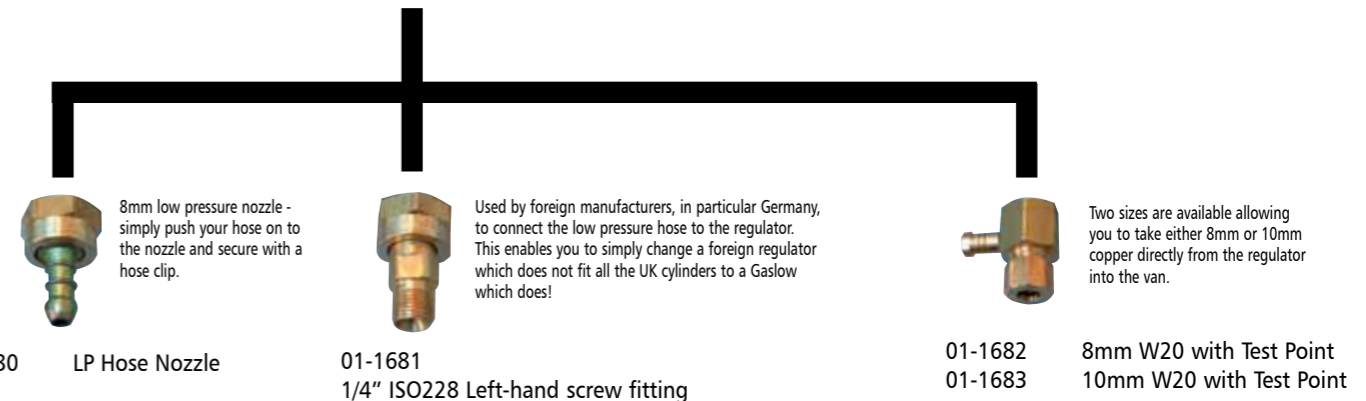 8mm low pressure nozzle -
simply push your hose on to
the nozzle and secure with a
hose clip.
80 LP Hose Nozzle
Used by foreign manufacturers, in particular Germany,
to connect the low pressure hose to the regulator.
This enables you to simply change a foreign regulator
which does not fit all the UK cylinders to a Gaslow
which does!
01-1681
1/4” ISO228 Left-hand screw fitting
Two sizes are available allowing
you to take either 8mm or 10mm
copper directly from the regulator
into the van.
01-1682 8mm W20 with Test Point
01-1683 10mm W20 with Test Point